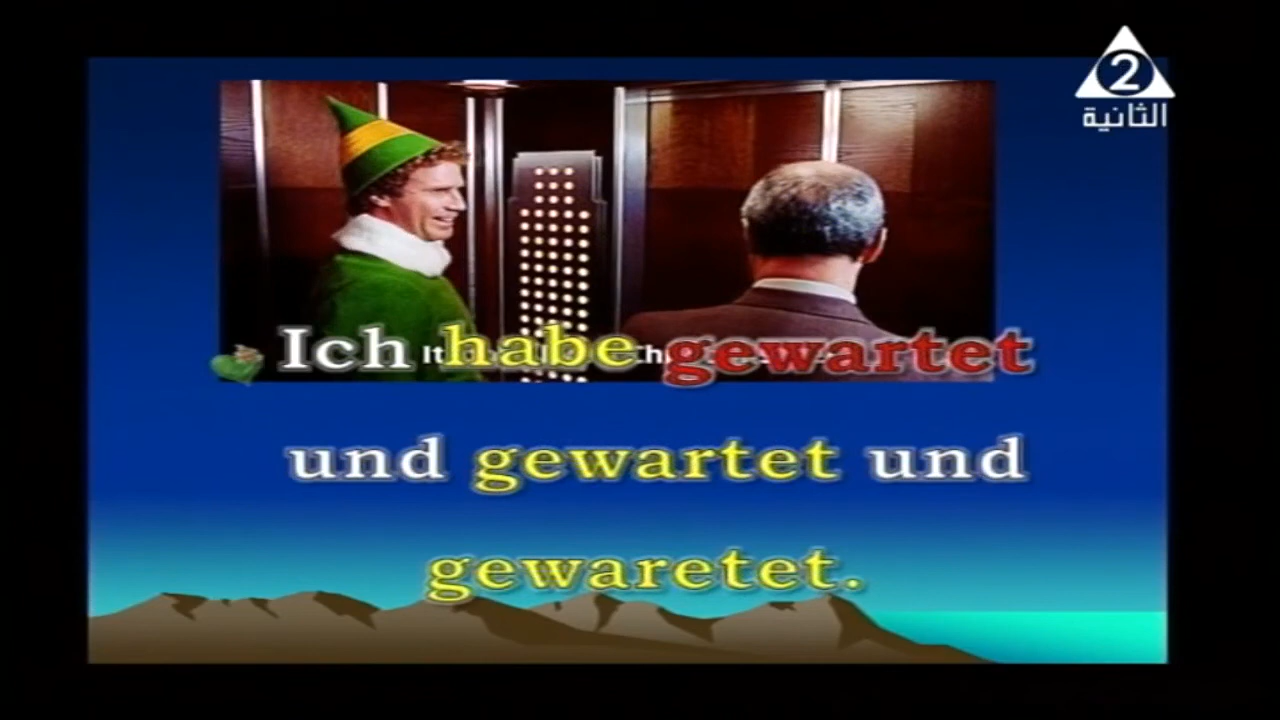 2
الثانية
Ich habe gewartet
und gewartet und
gewaretet.